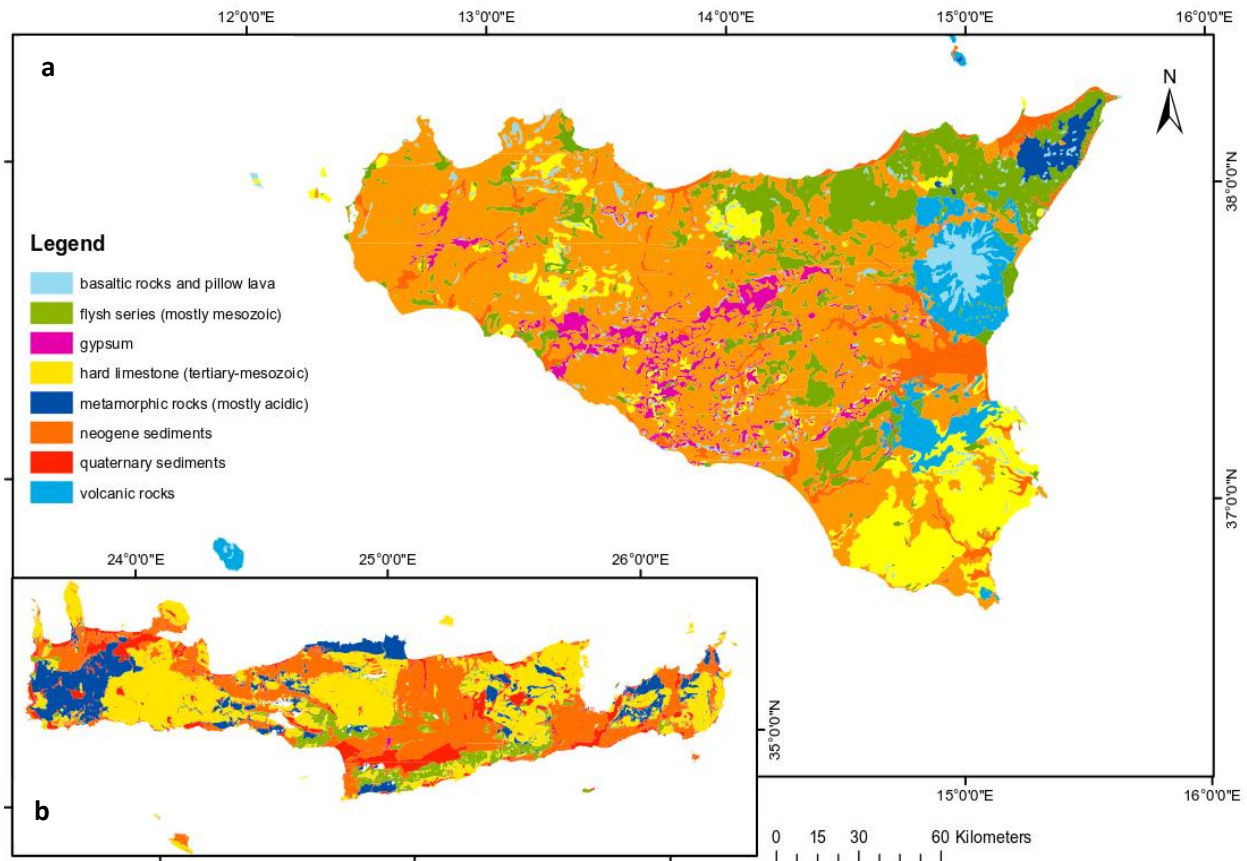 12°0'0"E 13°0'0"E 14°0'0"E 15°0'0"E 16°0'0"E
a
N
38°0'0"N
Legend
basaltic rocks and pillow lava
flysh series (mostly mesozoic)
gypsum
hard limestone (tertiary-mesozoic)
metamorphic rocks (mostly acidic)
neogene sediments
quaternary sediments
volcanic rocks
37°0'0"N
24°0'0"E 25°0'0"E 26°0'0"E
35°0'0"N
b
15°0'0"E 16°0'0"E
0 15 30 60 Kilometers